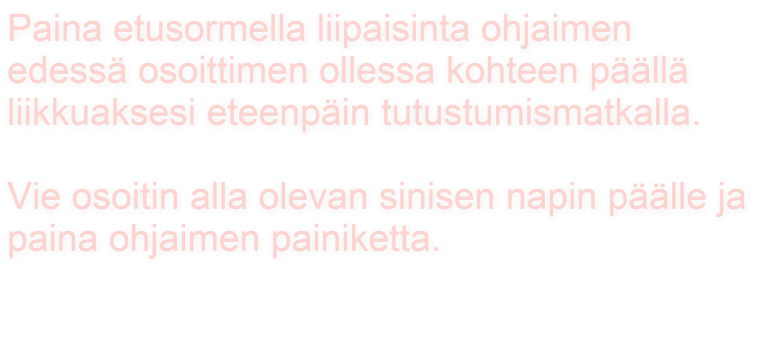 Paina etusormella liipaisinta ohjaimen
edessä osoittimen ollessa kohteen päällä
liikkuaksesi eteenpäin tutustumismatkalla.
Vie osoitin alla olevan sinisen napin päälle ja
paina ohjaimen painiketta.